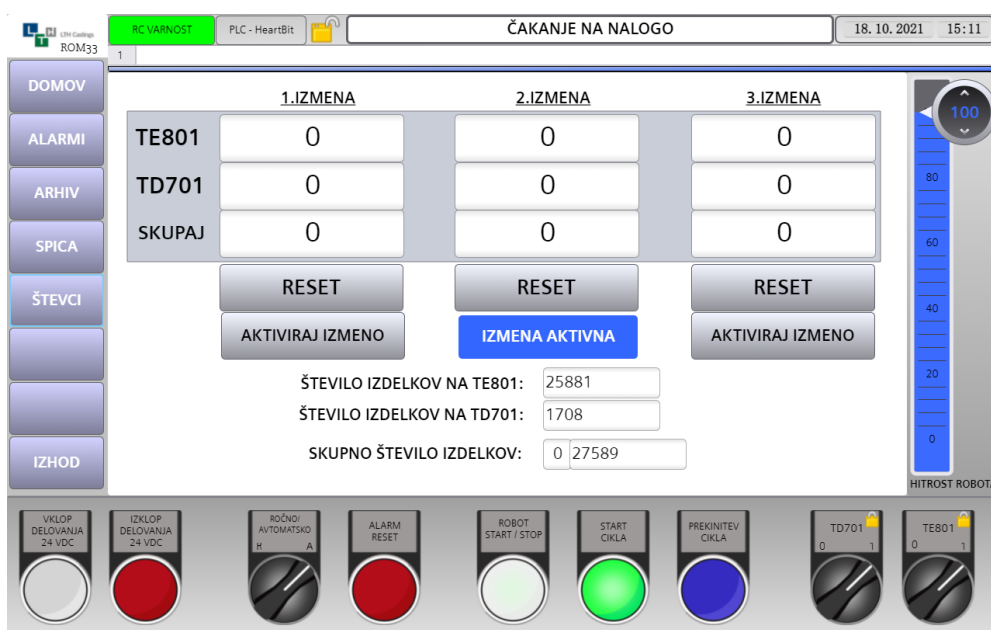 LTH LTH Castings
ROM33
RC VARNOST PLC - HeartBit ČAKANJE NA NALOGO 18. 10. 2021 15:11
1
DOMOV
ALARMI
ARHIV
SPICA
ŠTEVCI
IZHOD
1.IZMENA 2.IZMENA 3.IZMENA
TE801 0 0 0
TD701 0 0 0
SKUPAJ 0 0 0
RESET RESET RESET
AKTIVIRAJ IZMENO IZMENA AKTIVNA AKTIVIRAJ IZMENO
ŠTEVILO IZDELKOV NA TE801: 25881
ŠTEVILO IZDELKOV NA TD701: 1708
SKUPNO ŠTEVILO IZDELKOV: 0 27589
100
80
60
40
20
0
HITROST ROBOTA
VKLOP
DELOVANJA
24 VDC
IZKLOP
DELOVANJA
24 VDC
ROČNO/
AVTOMATSKO
R A
ALARM
RESET
ROBOT
START / STOP
START
CIKLA
PREKINITEV
CIKLA
TD701
0 1
TE801
0 1